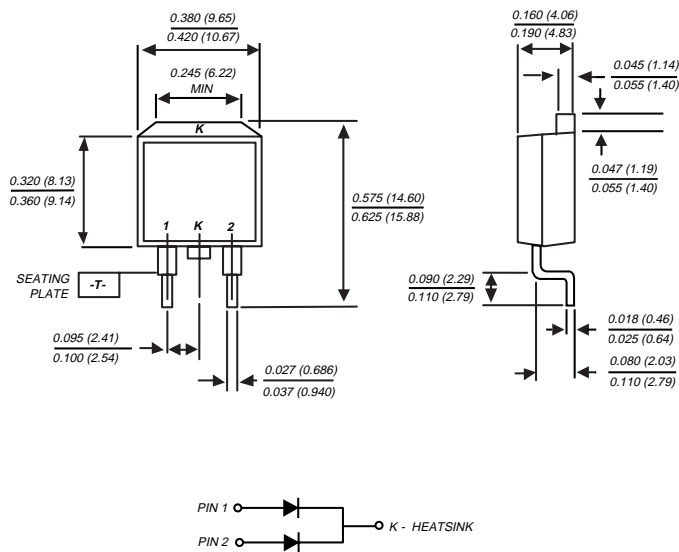 0.380 (9.65)
0.420 (10.67)
0.245 (6.22)
MIN
K
0.320 (8.13)
0.360 (9.14)
0.575 (14.60)
0.625 (15.88)
1 K 2
SEATING
PLATE
-T-
0.095 (2.41)
0.100 (2.54)
0.027 (0.686)
0.037 (0.940)
0.160 (4.06)
0.190 (4.83)
0.045 (1.14)
0.055 (1.40)
0.047 (1.19)
0.055 (1.40)
0.090 (2.29)
0.110 (2.79)
0.018 (0.46)
0.025 (0.64)
0.080 (2.03)
0.110 (2.79)
PIN 1
K - HEATSINK
PIN 2